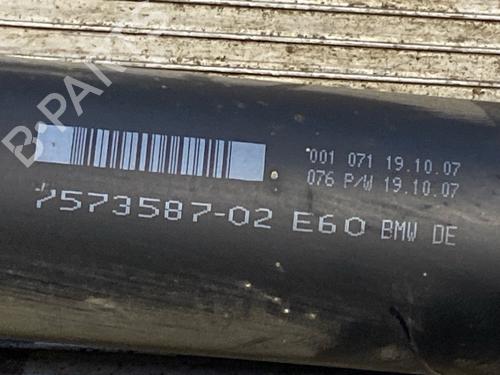 B-PARTS
001 071 19.10.07
076 P/W 19.10.07
7573587-02 E60 BMW DE